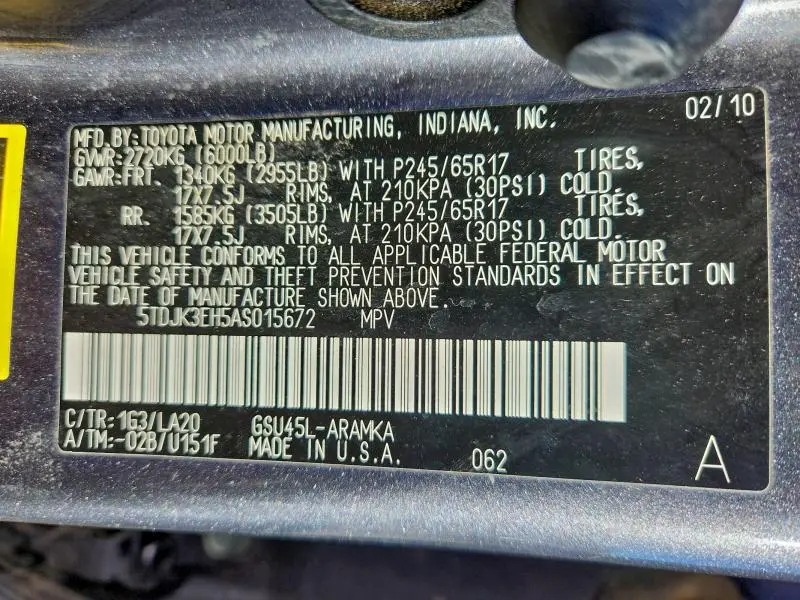 02/10
MFD.BY:TOYOTA MOTOR MANUFACTURING, INDIANA, INC.
GVWR:2720KG (6000LB)
GAWR:FRT. 1340KG (2955LB) WITH P245/65R17 TIRES,
17X7.5J RIMS, AT 210KPA (30PSI) COLD.
RR. 1585KG (3505LB) WITH P245/65R17 TIRES,
17X7.5J RIMS, AT 210KPA (30PSI) COLD.
THIS VEHICLE CONFORMS TO ALL APPLICABLE FEDERAL MOTOR
VEHICLE SAFETY AND THEFT PREVENTION STANDARDS IN EFFECT ON
THE DATE OF MANUFACTURE SHOWN ABOVE.
5TDJK3EH5AS015672 MPV
C/TR:1G3/LA20 GSU45L-ARAMKA
A/TM:-02B/U151F MADE IN U.S.A. 062 A